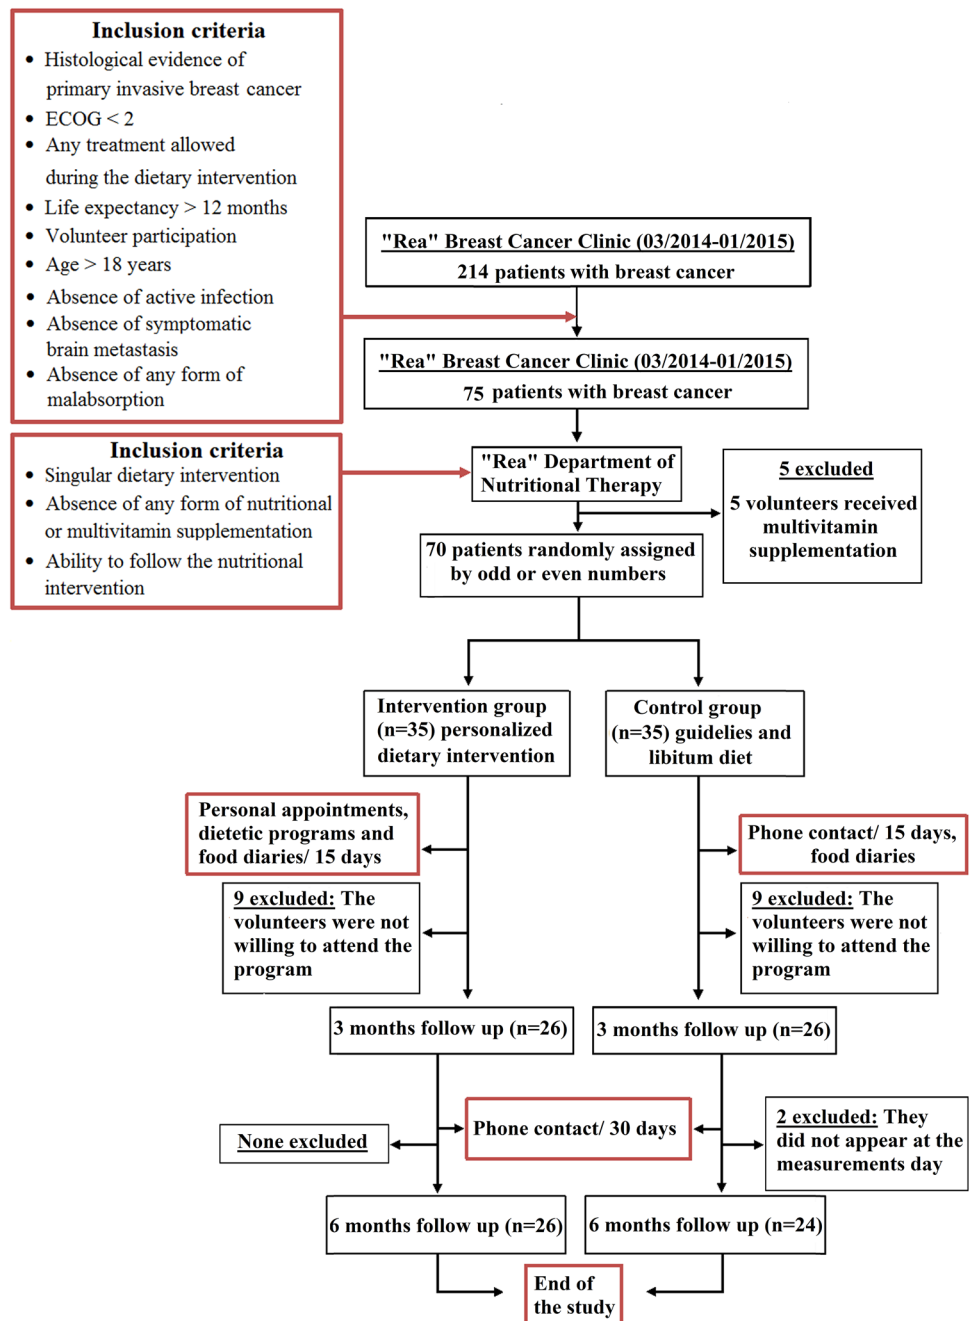 Inclusion criteria
• Histological evidence of
primary invasive breast cancer
• ECOG < 2
• Any treatment allowed
during the dietary intervention
• Life expectancy > 12 months
• Volunteer participation
• Age > 18 years
• Absence of active infection
• Absence of symptomatic
brain metastasis
• Absence of any form of
malabsorption
"Rea" Breast Cancer Clinic (03/2014-01/2015)
214 patients with breast cancer
"Rea" Breast Cancer Clinic (03/2014-01/2015)
75 patients with breast cancer
Inclusion criteria
• Singular dietary intervention
• Absence of any form of nutritional
or multivitamin supplementation
• Ability to follow the nutritional
intervention
"Rea" Department of
Nutritional Therapy
5 excluded
5 volunteers received
multivitamin
supplementation
70 patients randomly assigned
by odd or even numbers
Intervention group
(n=35) personalized
dietary intervention
Control group
(n=35) guidelies and
libitum diet
Personal appointments,
dietetic programs and
food diaries/ 15 days
Phone contact/ 15 days,
food diaries
9 excluded: The
volunteers were not
willing to attend the
program
9 excluded: The
volunteers were not
willing to attend the
program
3 months follow up (n=26)
3 months follow up (n=26)
None excluded
Phone contact/ 30 days
2 excluded: They
did not appear at the
measurements day
6 months follow up (n=26)
6 months follow up (n=24)
End of
the study